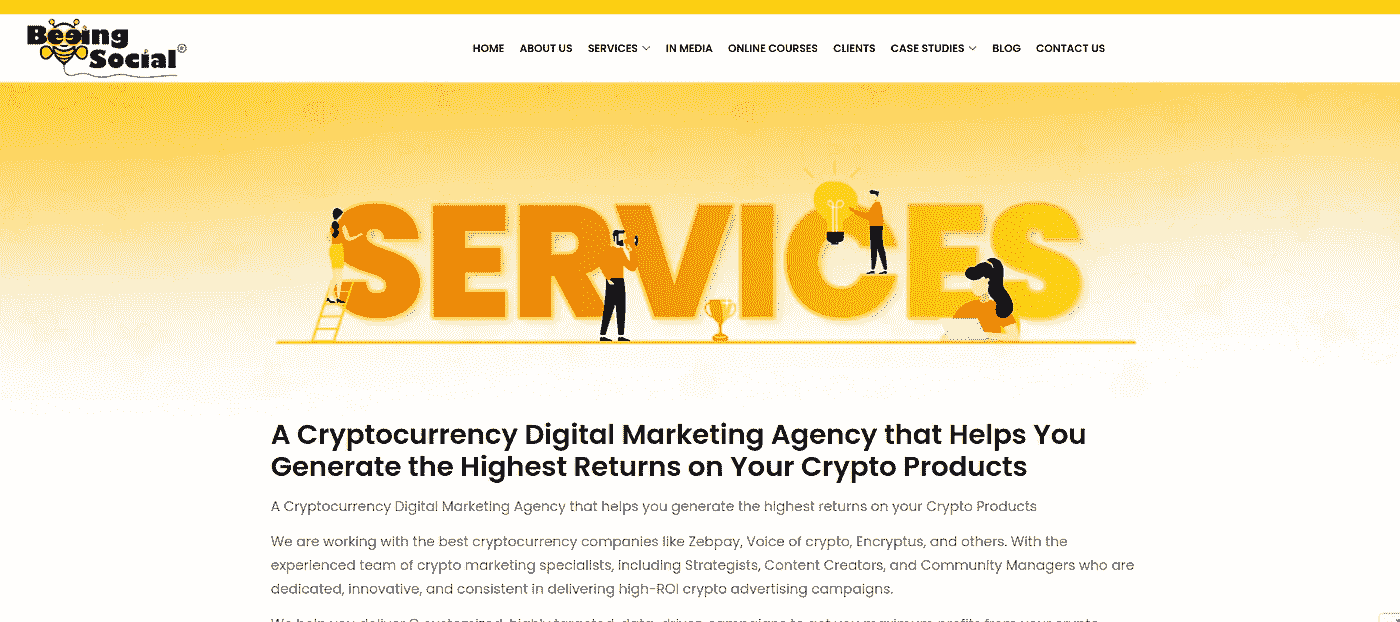 Beeing
Social
HOME ABOUT US SERVICES IN MEDIA ONLINE COURSES CLIENTS CASE STUDIES BLOG CONTACT US
SERVICES
A Cryptocurrency Digital Marketing Agency that Helps You
Generate the Highest Returns on Your Crypto Products
A Cryptocurrency Digital Marketing Agency that helps you generate the highest returns on your Crypto Products
We are working with the best cryptocurrency companies like Zebpay, Voice of crypto, Encryptus, and others. With the
experienced team of crypto marketing specialists, including Strategists, Content Creators, and Community Managers who are
dedicated, innovative, and consistent in delivering high-ROI crypto advertising campaigns.